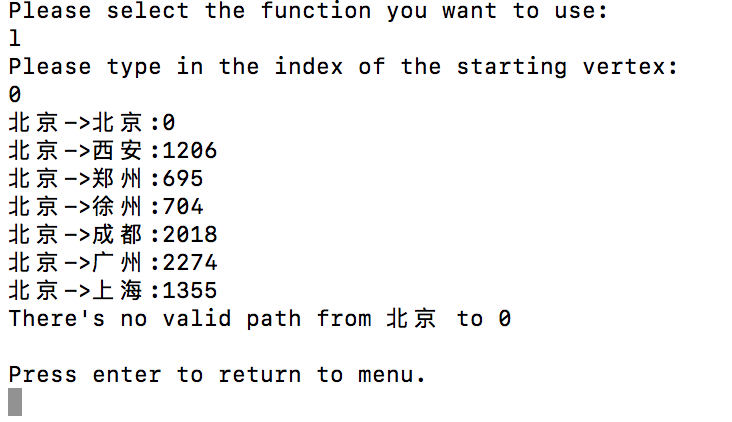 Please select the function you want to use:
1
Please type in the index of the starting vertex:
0
北京->北京:0
北京->西安:1206
北京->郑州:695
北京->徐州:704
北京->成都:2018
北京->广州:2274
北京->上海:1355
There's no valid path from 北京 to 0
Press enter to return to menu.